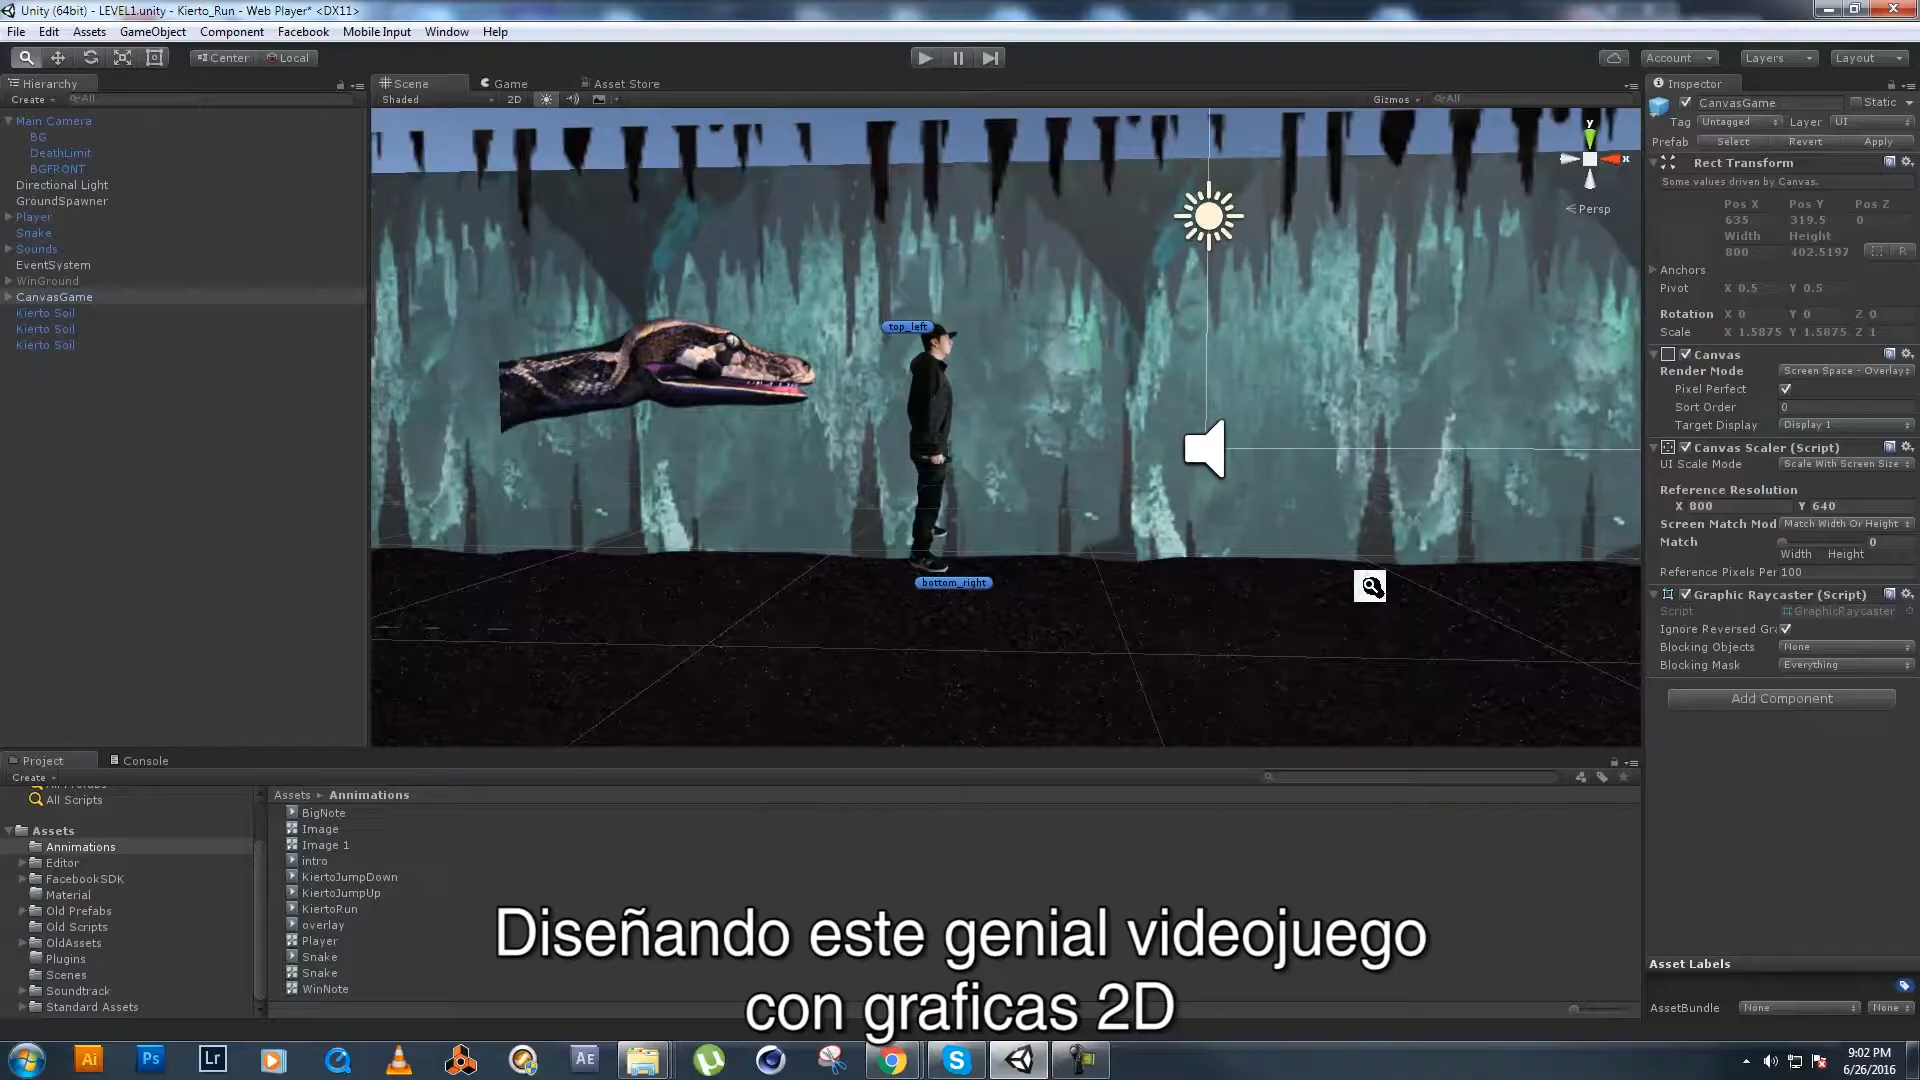 Unity (64bit) - LEVEL1.unity - Kierto_Run - Web Player* <DX11>
File Edit Assets GameObject Component Facebook Mobile Input Window Help
Center Local
Account Layers Layout
Hierarchy
Create All
Main Camera
BG
DeathLimit
BGFRONT
Directional Light
GroundSpawner
Player
Snake
Sounds
EventSystem
WinGround
CanvasGame
Kierto Soil
Kierto Soil
Kierto Soil
Scene Game Asset Store
Shaded 2D Gizmos All
y
x
Persp
top_left
bottom_right
Inspector
CanvasGame Static
Tag Untagged Layer UI
Prefab Select Revert Apply
Rect Transform
Some values driven by Canvas.
Pos X Pos Y Pos Z
635 319.5 0
Width Height
800 402.5197 R
Anchors
Pivot X 0.5 Y 0.5
Rotation X 0 Y 0 Z 0
Scale X 1.5875 Y 1.5875 Z 1
Canvas
Render Mode Screen Space - Overlay
Pixel Perfect
Sort Order 0
Target Display Display 1
Canvas Scaler (Script)
UI Scale Mode Scale With Screen Size
Reference Resolution
X 800 Y 640
Screen Match Mod Match Width Or Height
Match 0
Width Height
Reference Pixels Per 100
Graphic Raycaster (Script)
Script GraphicRaycaster
Ignore Reversed Gra
Blocking Objects None
Blocking Mask Everything
Add Component
Asset Labels
AssetBundle None None
Project Console
Create
All Prefabs
All Scripts
Assets
Annimations
Editor
FacebookSDK
Material
Old Prefabs
Old Scripts
OldAssets
Plugins
Scenes
Soundtrack
Standard Assets
Assets Annimations
BigNote
Image
Image 1
intro
KiertoJumpDown
KiertoJumpUp
KiertoRun
overlay
Player
Snake
Snake
WinNote
Diseñando este genial videojuego
con graficas 2D
Ai Ps Lr AE S
9:02 PM
6/26/2016